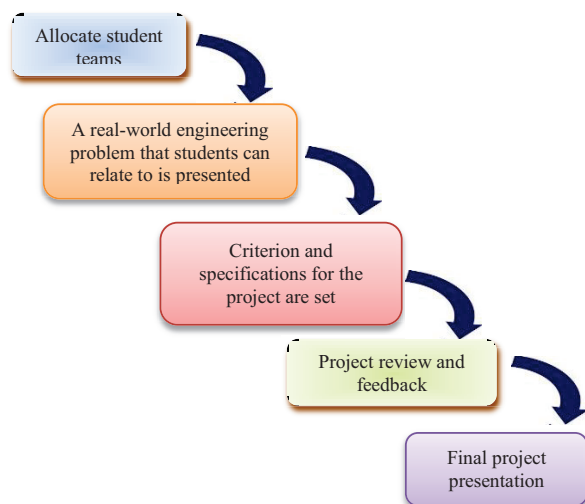 Allocate student
teams
A real-world engineering
problem that students can
relate to is presented
Criterion and
specifications for the
project are set
Project review and
feedback
Final project
presentation